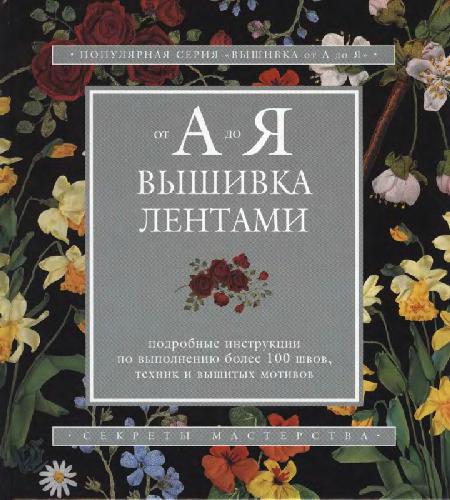 • ПОПУЛЯРНАЯ СЕРИЯ «ВЫШИВКА от А до Я» •
от А до Я
ВЫШИВКА
ЛЕНТАМИ
подробные инструкции
по выполнению более 100 швов,
техник и вышитых мотивов
• СЕКРЕТЫ МАСТЕРСТВА •